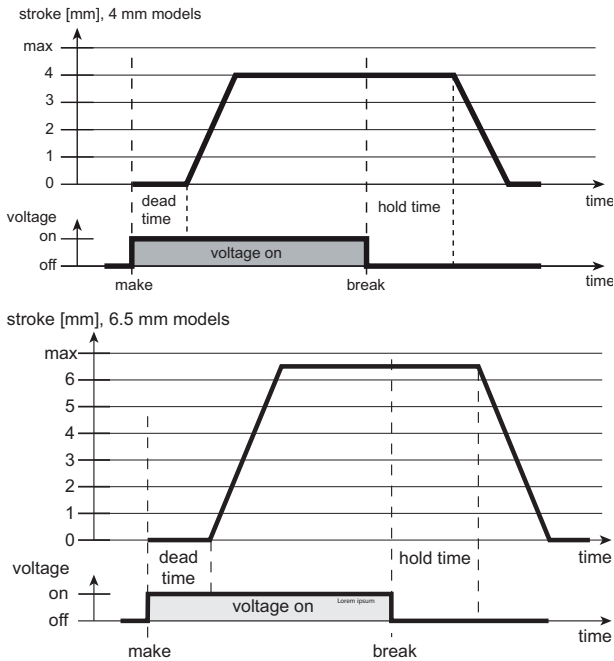 stroke [mm], 4 mm models
max
4
3
2
1
0
dead
time
hold time
time
voltage
on
off
voltage on
time
make
break
stroke [mm], 6.5 mm models
max
6
5
4
3
2
1
0
dead
time
hold time
time
voltage
on
off
voltage on
Lorem ipsum
time
make
break